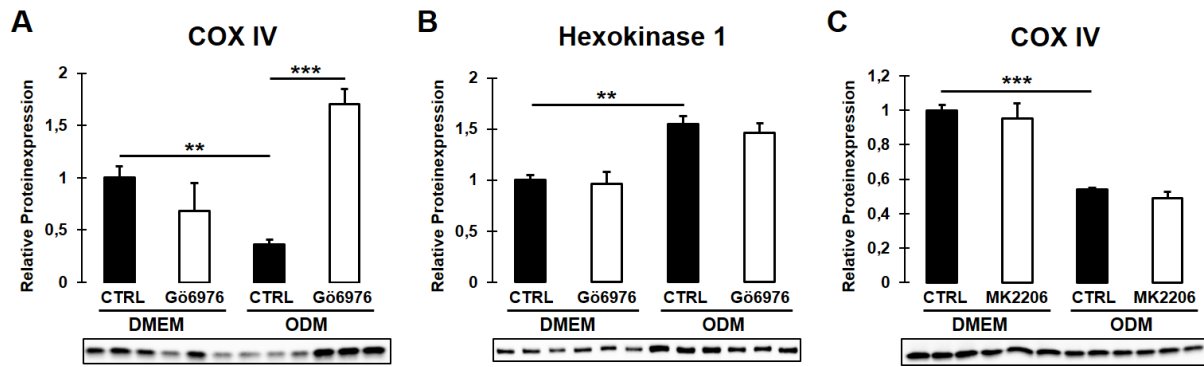 A
COX IV
Relative Proteinexpression
2
1,5
1
0,5
0
**
***
CTRL Gö6976 CTRL Gö6976
DMEM ODM
B
Hexokinase 1
Relative Proteinexpression
2
1,5
1
0,5
0
**
CTRL Gö6976 CTRL Gö6976
DMEM ODM
C
COX IV
Relative Proteinexpression
1,2
1
0,8
0,6
0,4
0,2
0
***
CTRL MK2206 CTRL MK2206
DMEM ODM